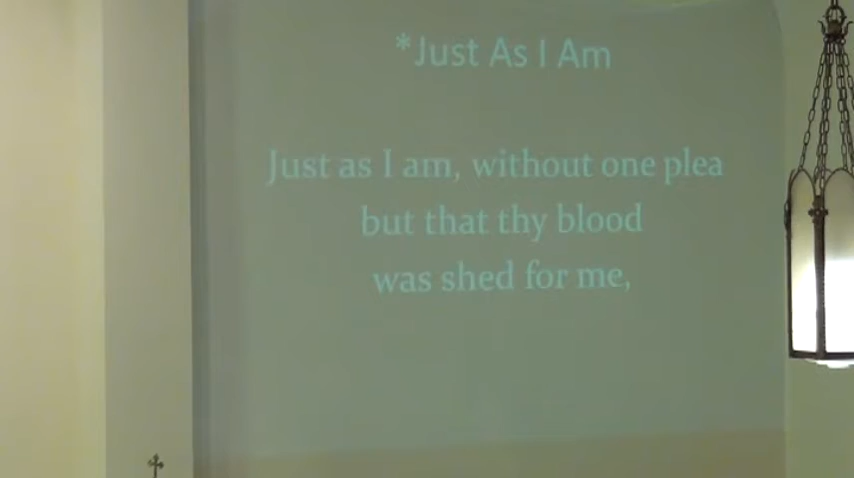 *Just As I Am
Just as I am, without one plea
but that thy blood
was shed for me,